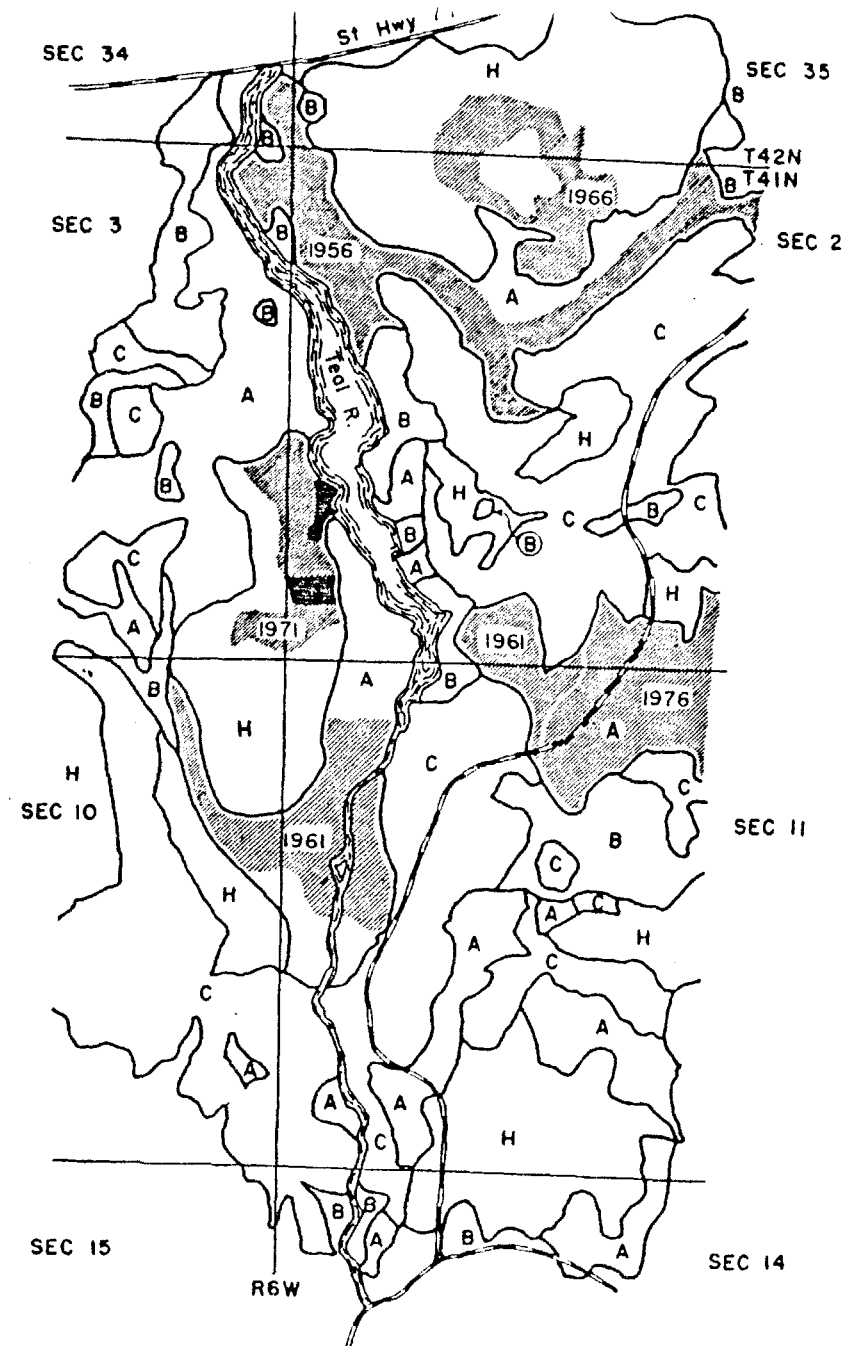 St Hwy
SEC 34
H
SEC 35
B
B
B
T42N
B
T41N
1966
SEC 3
B
B
1956
SEC 2
A
B
C
C
Teal R.
A
B
C
B
H
A
H
B
C
B
C
B
C
B
A
H
A
1971
1961
A
B
B
1976
A
H
H
C
C
SEC 10
1961
B
SEC 11
C
H
A
C
A
H
C
C
A
A
A
A
C
H
B
B
SEC 15
A
B
A
SEC 14
R6W